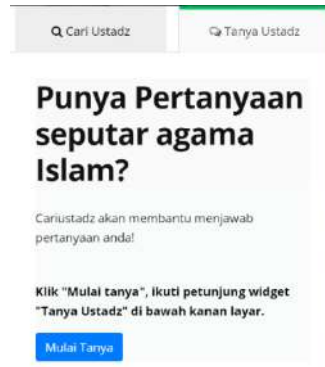 Cari Ustadz
Tanya Ustadz
Punya Pertanyaan
seputar agama
Islam?
Cariustadz akan membantu menjawab
pertanyaan anda!
Klik "Mulai tanya", ikuti petunjung widget
"Tanya Ustadz" di bawah kanan layar.
Mulai Tanya